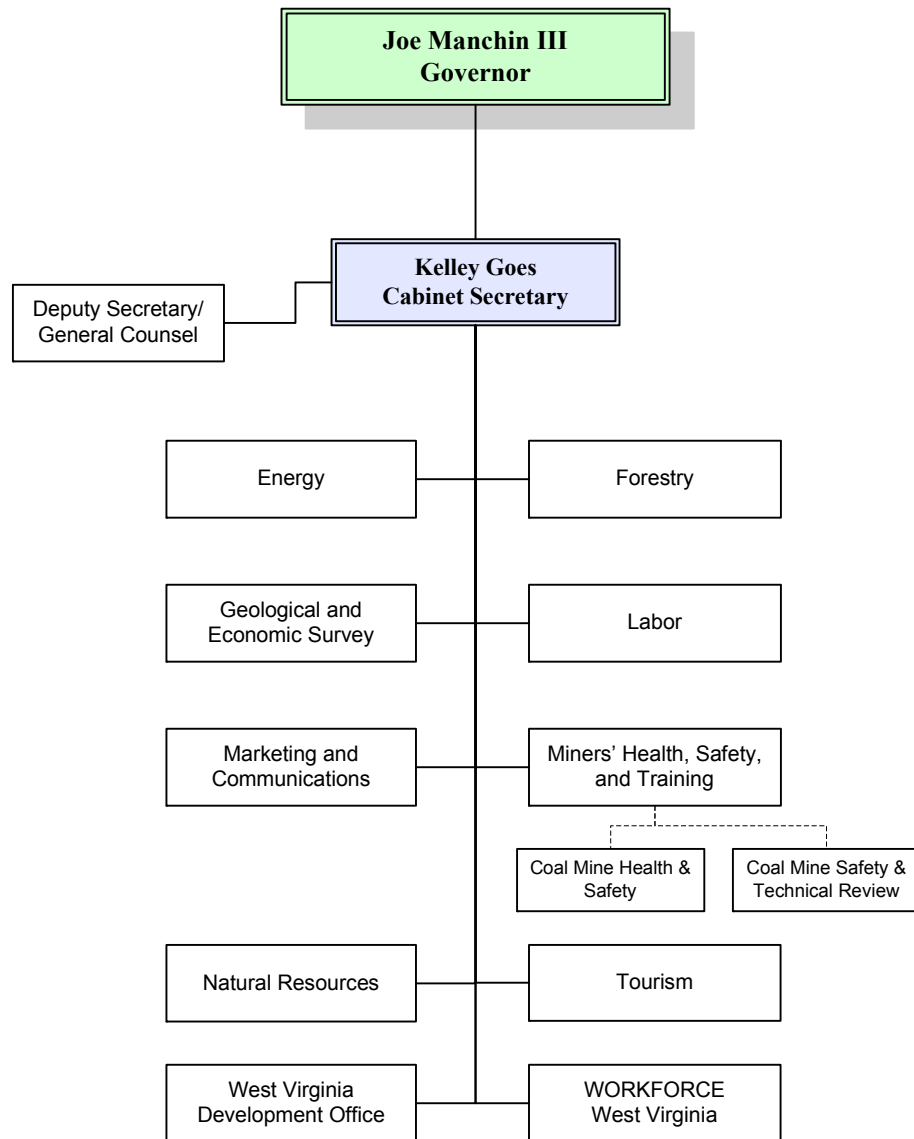 Joe Manchin III
Governor
Kelley Goes
Cabinet Secretary
Deputy Secretary/
General Counsel
Energy
Forestry
Geological and
Economic Survey
Labor
Marketing and
Communications
Miners’ Health, Safety,
and Training
Coal Mine Health &
Safety
Coal Mine Safety &
Technical Review
Natural Resources
Tourism
West Virginia
Development Office
WORKFORCE
West Virginia